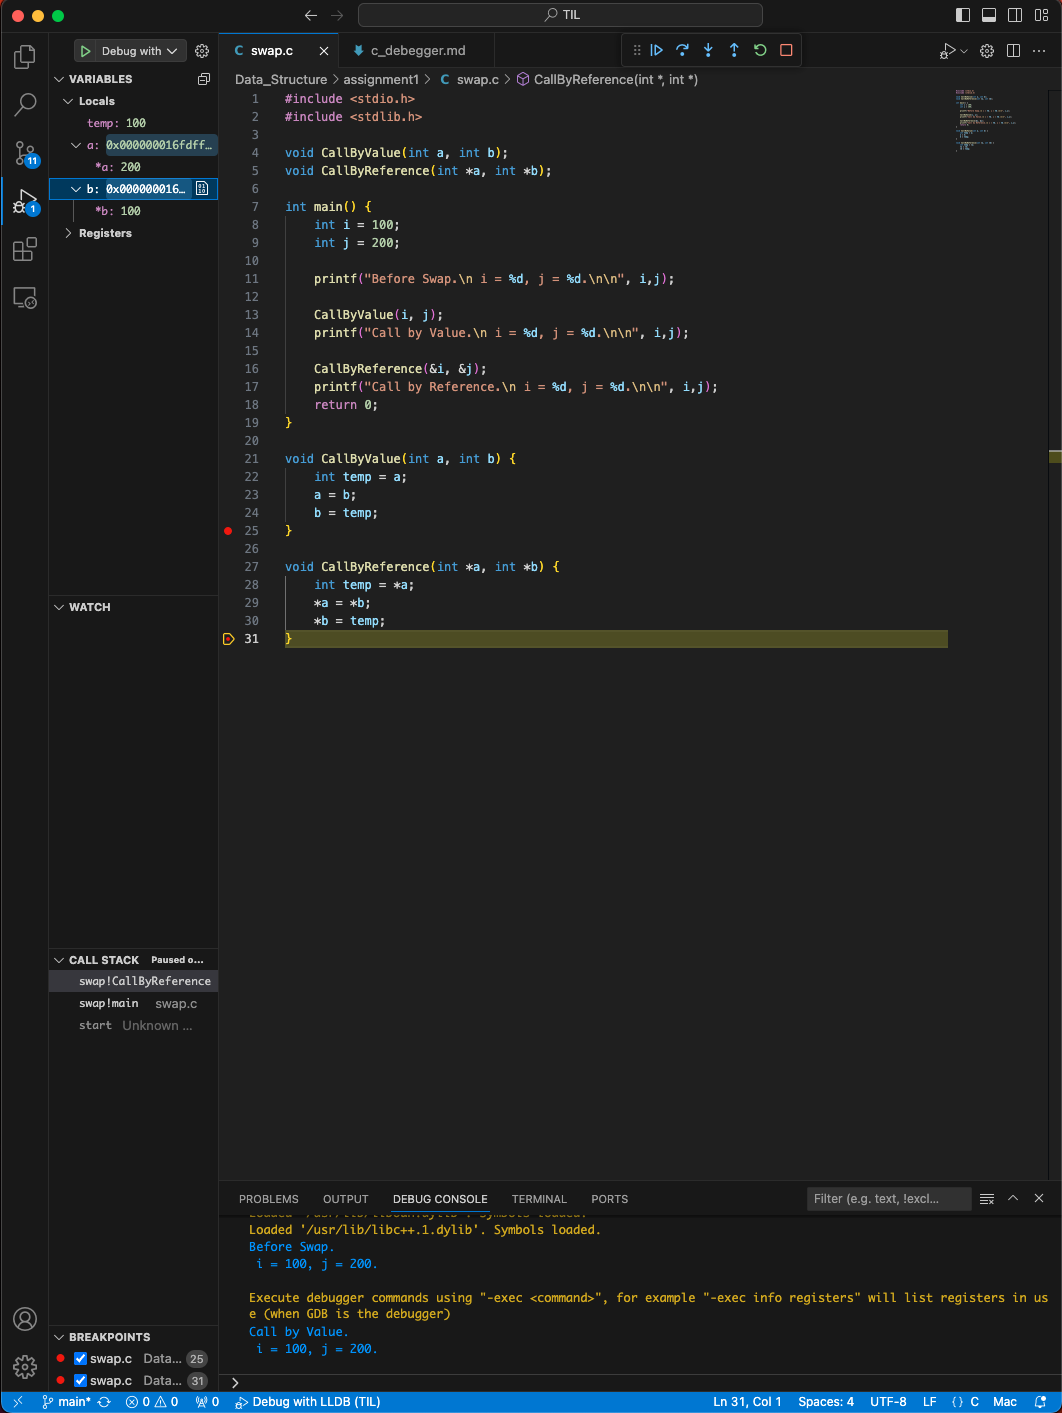 TIL
Debug with
swap.c
c_debegger.md
VARIABLES
Data_Structure > assignment1 > C swap.c > CallByReference(int *, int *)
Locals
temp: 100
a: 0x000000016fdff...
*a: 200
b: 0x000000016...
*b: 100
Registers
11
1
1 #include <stdio.h>
2 #include <stdlib.h>
3
4 void CallByValue(int a, int b);
5 void CallByReference(int *a, int *b);
6
7 int main() {
8 int i = 100;
9 int j = 200;
10
11 printf("Before Swap.\n i = %d, j = %d.\n\n", i,j);
12
13 CallByValue(i, j);
14 printf("Call by Value.\n i = %d, j = %d.\n\n", i,j);
15
16 CallByReference(&i, &j);
17 printf("Call by Reference.\n i = %d, j = %d.\n\n", i,j);
18 return 0;
19 }
20
21 void CallByValue(int a, int b) {
22 int temp = a;
23 a = b;
24 b = temp;
25 }
26
27 void CallByReference(int *a, int *b) {
28 int temp = *a;
29 *a = *b;
30 *b = temp;
31 }
WATCH
CALL STACK Paused o...
swap!CallByReference
swap!main swap.c
start Unknown ...
PROBLEMS OUTPUT DEBUG CONSOLE TERMINAL PORTS Filter (e.g. text, !excl...
Loaded '/usr/lib/libc++.1.dylib'. Symbols loaded.
Before Swap.
i = 100, j = 200.
Execute debugger commands using "-exec <command>", for example "-exec info registers" will list registers in us
e (when GDB is the debugger)
Call by Value.
i = 100, j = 200.
BREAKPOINTS
swap.c Data... 25
swap.c Data... 31
>
main* 0 0 0 Debug with LLDB (TIL) Ln 31, Col 1 Spaces: 4 UTF-8 LF {} C Mac